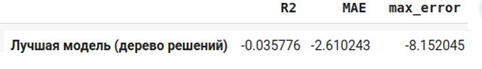 R2 MAE max_error
Лучшая модель (дерево решений) -0.035776 -2.610243 -8.152045